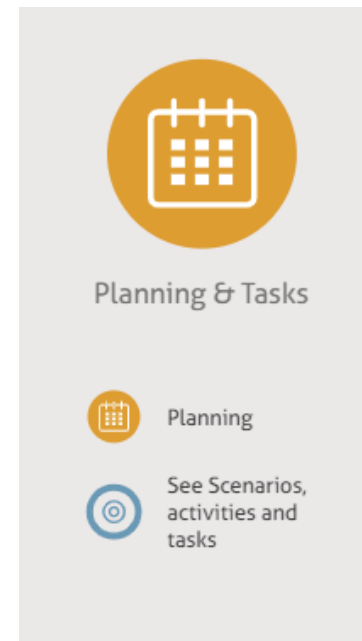 Planning & Tasks
Planning
See Scenarios,
activities and
tasks